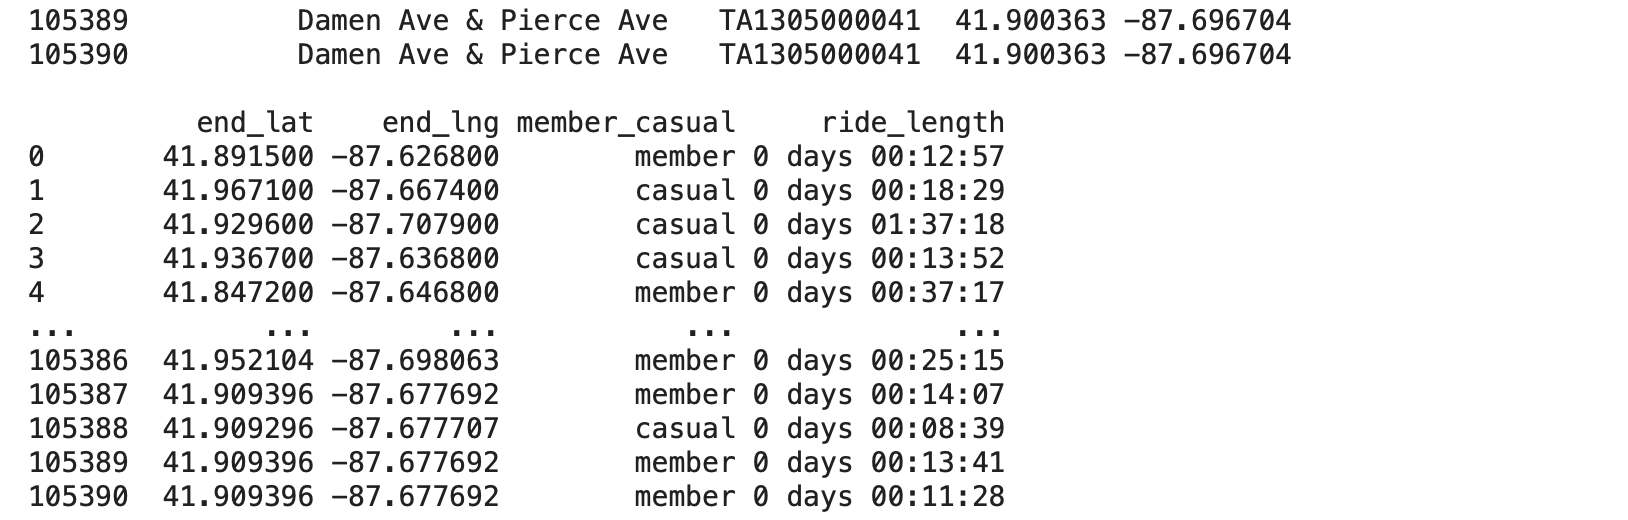 105389          Damen Ave & Pierce Ave   TA1305000041  41.900363 -87.696704
105390          Damen Ave & Pierce Ave   TA1305000041  41.900363 -87.696704
          end_lat    end_lng member_casual     ride_length
0       41.891500 -87.626800        member 0 days 00:12:57
1       41.967100 -87.667400        casual 0 days 00:18:29
2       41.929600 -87.707900        casual 0 days 01:37:18
3       41.936700 -87.636800        casual 0 days 00:13:52
4       41.847200 -87.646800        member 0 days 00:37:17
...           ...        ...           ...             ...
105386  41.952104 -87.698063        member 0 days 00:25:15
105387  41.909396 -87.677692        member 0 days 00:14:07
105388  41.909296 -87.677707        casual 0 days 00:08:39
105389  41.909396 -87.677692        member 0 days 00:13:41
105390  41.909396 -87.677692        member 0 days 00:11:28